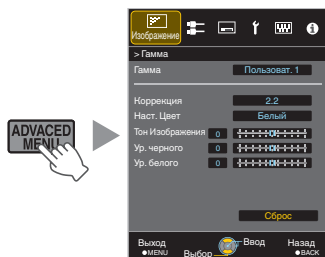 Изображение
> Гамма
Гамма Пользоват. 1
Коррекция 2.2
Наст. Цвет Белый
Тон Изображения 0
Ур. черного 0
Ур. белого 0
ADVACED
MENU
Сброс
Выход Ввод Назад
●MENU Выбор ●BACK